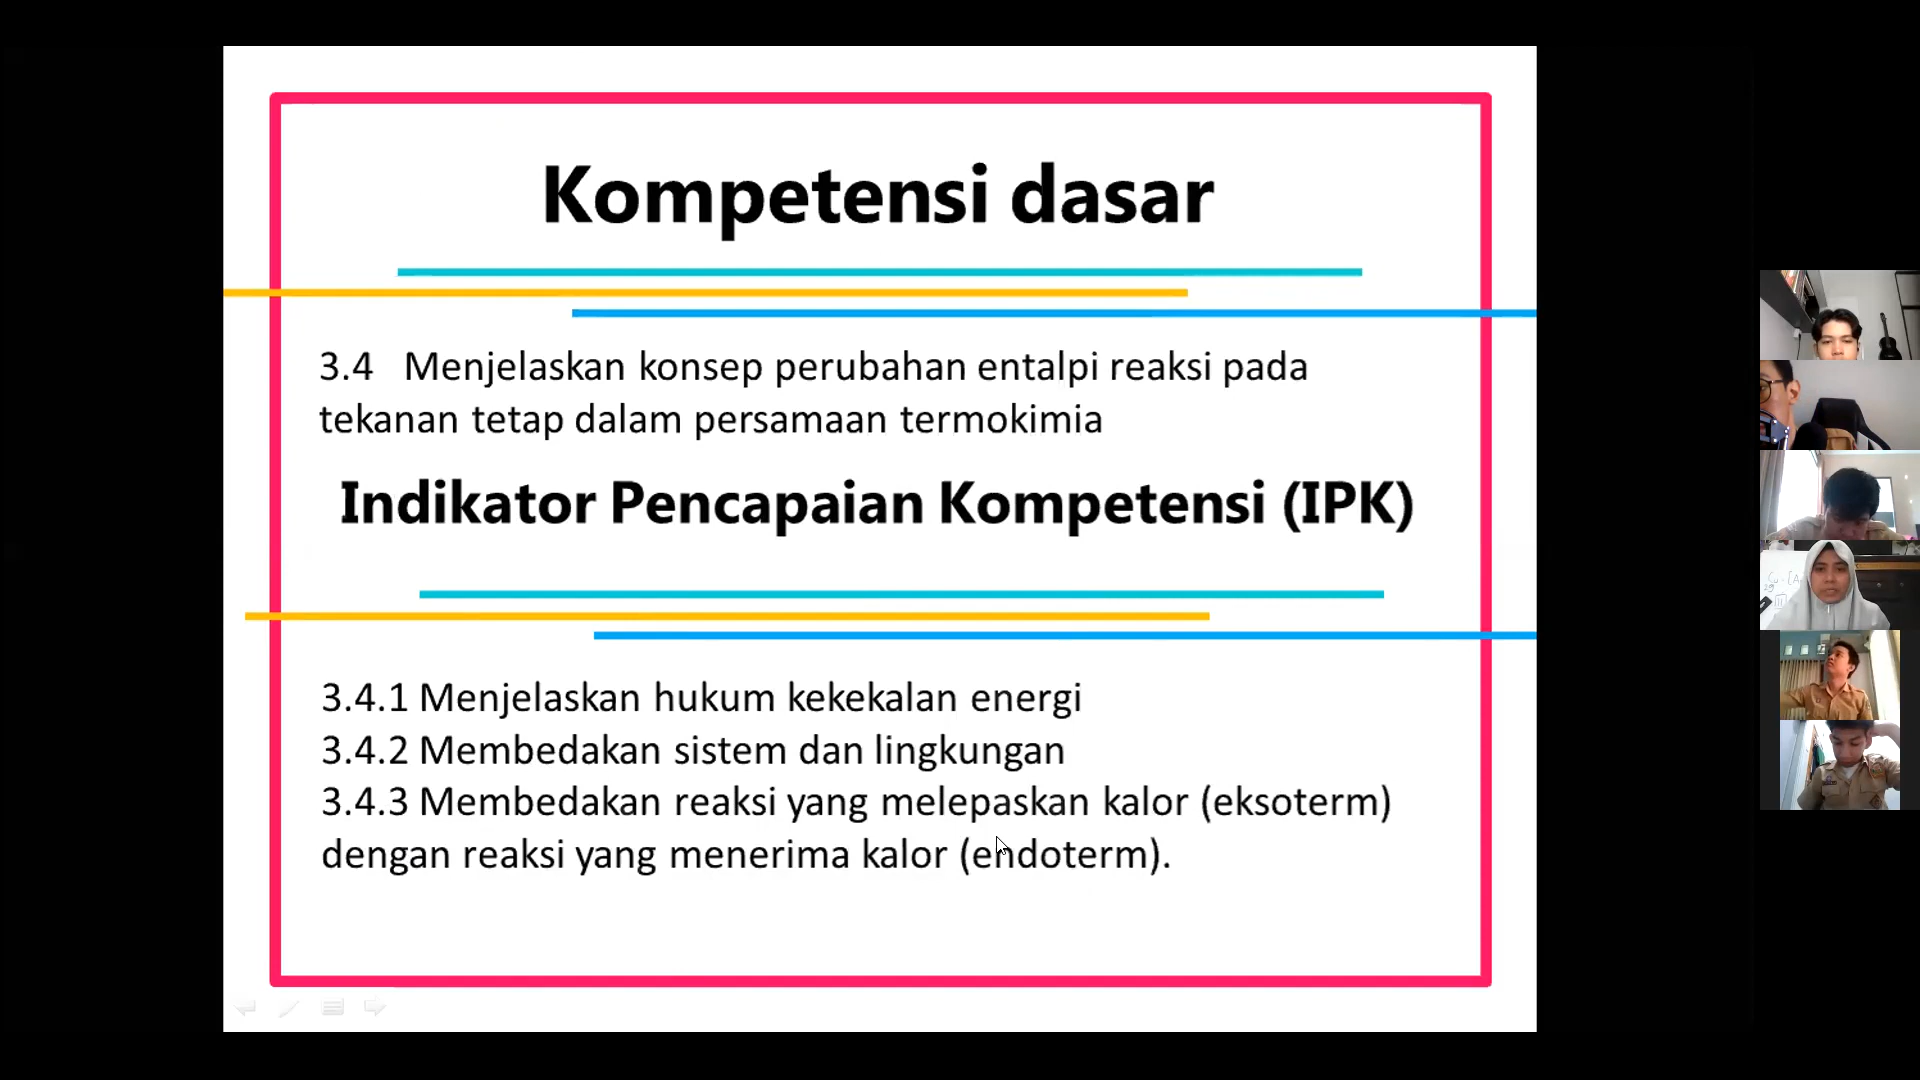 Kompetensi dasar
3.4 Menjelaskan konsep perubahan entalpi reaksi pada
tekanan tetap dalam persamaan termokimia
Indikator Pencapaian Kompetensi (IPK)
3.4.1 Menjelaskan hukum kekekalan energi
3.4.2 Membedakan sistem dan lingkungan
3.4.3 Membedakan reaksi yang melepaskan kalor (eksoterm)
dengan reaksi yang menerima kalor (endoterm).